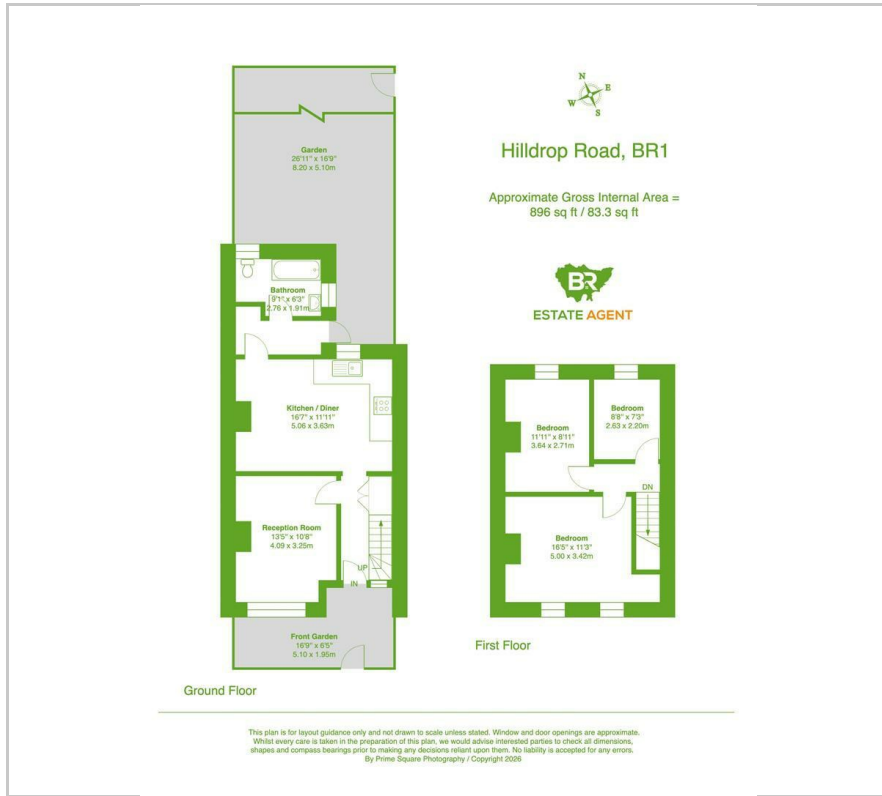 N
E
W
S
Hilldrop Road, BR1
Approximate Gross Internal Area =
896 sq ft / 83.3 sq ft
BR
ESTATE AGENT
Garden
26'11" x 16'9"
8.20 x 5.10m
Bathroom
9'1" x 6'3"
2.76 x 1.91m
Kitchen / Diner
16'7" x 11'11"
5.06 x 3.63m
Reception Room
13'5" x 10'8"
4.09 x 3.25m
UP
IN
Front Garden
16'9" x 6'5"
5.10 x 1.95m
Ground Floor
Bedroom
8'8" x 7'3"
2.63 x 2.20m
Bedroom
11'11" x 8'11"
3.64 x 2.71m
DN
Bedroom
16'5" x 11'3"
5.00 x 3.42m
First Floor
This plan is for layout guidance only and not drawn to scale unless stated. Window and door openings are approximate.
Whilst every care is taken in the preparation of this plan, we would advise interested parties to check all dimensions,
shapes and compass bearings prior to making any decisions reliant upon them. No liability is accepted for any errors.
By Prime Square Photography / Copyright 2026